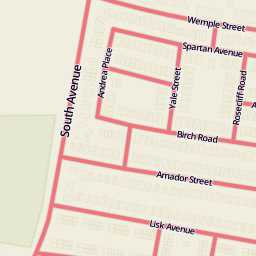 Wemple Street
Spartan Avenue
Andrea Place
South Avenue
Yale Street
Rosecliff Road
A
Birch Road
Amador Street
Lisk Avenue